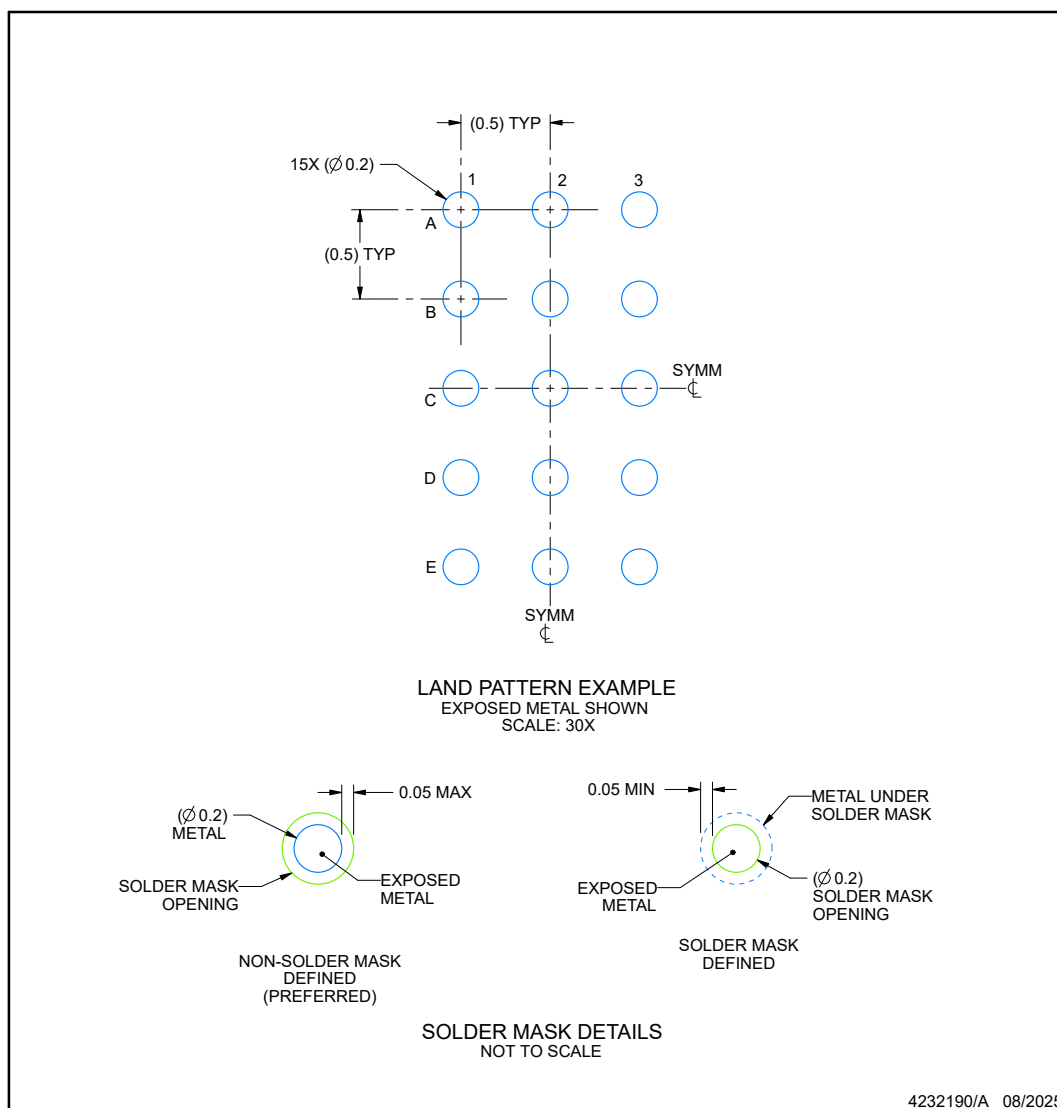 (0.5) TYP
15X (∅ 0.2)
1
2
3
A
(0.5) TYP
B
SYMM
℄
C
D
E
SYMM
℄
LAND PATTERN EXAMPLE
EXPOSED METAL SHOWN
SCALE: 30X
0.05 MAX
(∅ 0.2)
METAL
SOLDER MASK
OPENING
EXPOSED
METAL
NON-SOLDER MASK
DEFINED
(PREFERRED)
0.05 MIN
METAL UNDER
SOLDER MASK
EXPOSED
METAL
(∅ 0.2)
SOLDER MASK
OPENING
SOLDER MASK
DEFINED
SOLDER MASK DETAILS
NOT TO SCALE
4232190/A 08/2025